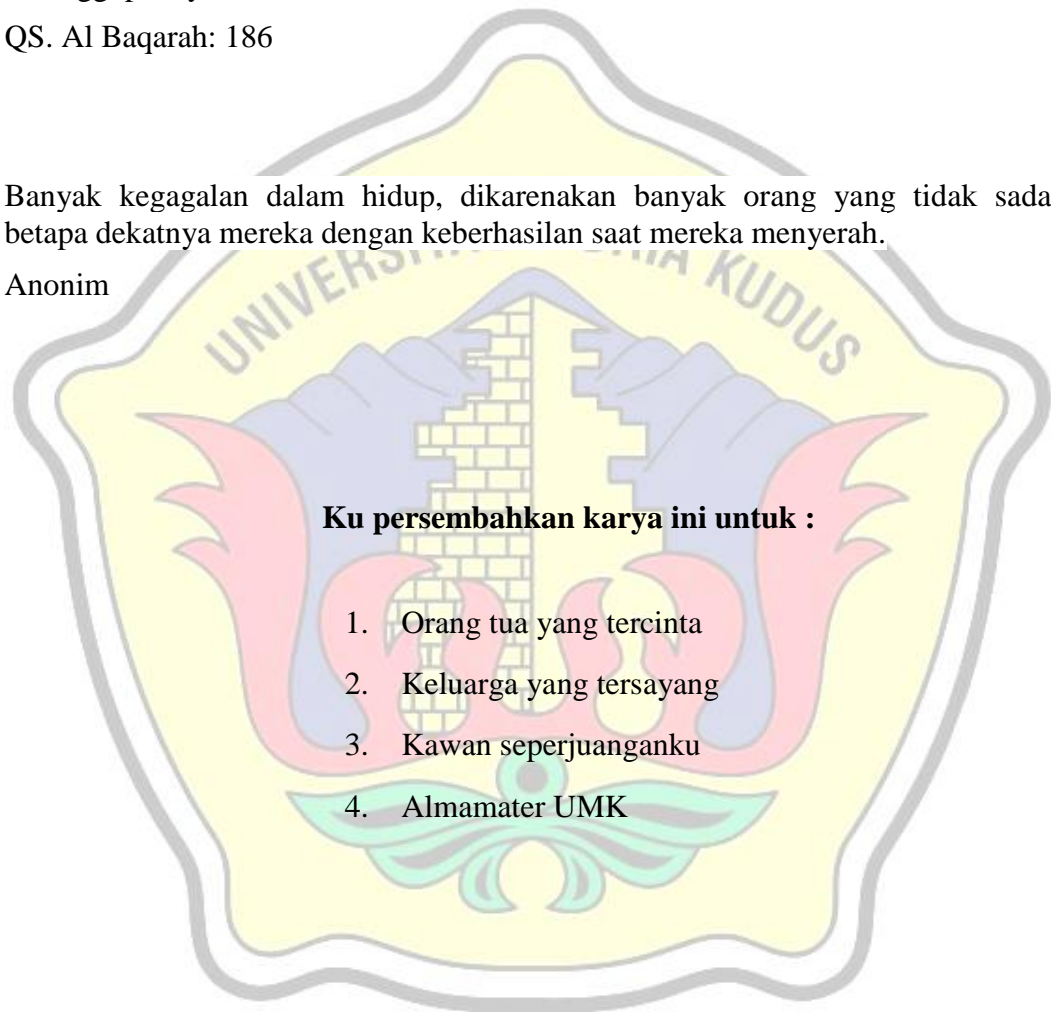 QS. Al Baqarah: 186
Banyak kegagalan dalam hidup, dikarenakan banyak orang yang tidak sada
betapa dekatnya mereka dengan keberhasilan saat mereka menyerah.
Anonim
KUDUS
Ku persembahkan karya ini untuk :
1. Orang tua yang tercinta
2. Keluarga yang tersayang
3. Kawan seperjuanganku
4. Almamater UMK